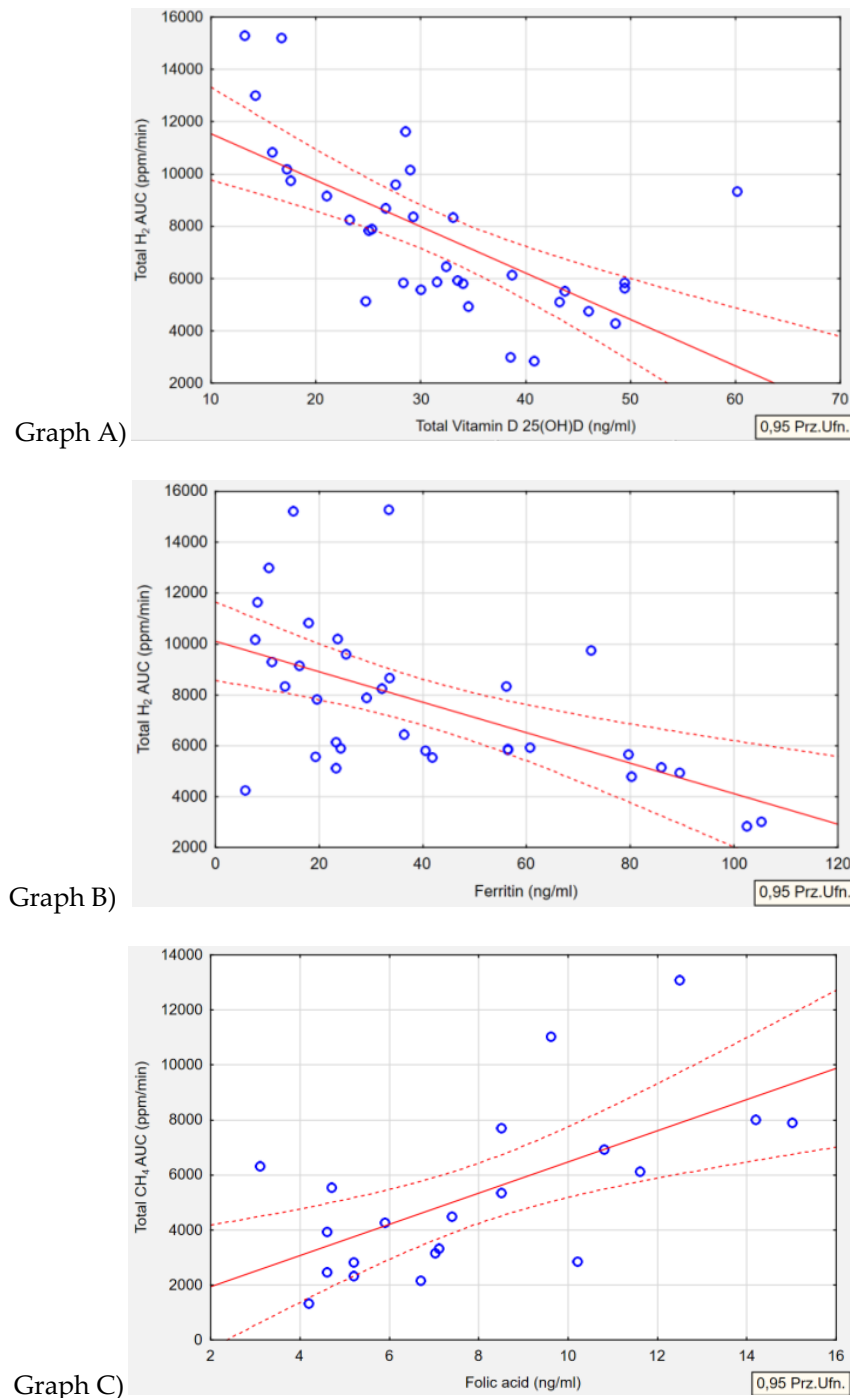 16000
14000
12000
10000
8000
6000
4000
2000
Total H2 AUC (ppm/min)
10 20 30 40 50 60 70
Total Vitamin D 25(OH)D (ng/ml)
0,95 Prz.Ufn.
Graph A)
16000
14000
12000
10000
8000
6000
4000
2000
Total H2 AUC (ppm/min)
0 20 40 60 80 100 120
Ferritin (ng/ml)
0,95 Prz.Ufn.
Graph B)
14000
12000
10000
8000
6000
4000
2000
0
Total CH4 AUC (ppm/min)
2 4 6 8 10 12 14 16
Folic acid (ng/ml)
0,95 Prz.Ufn.
Graph C)